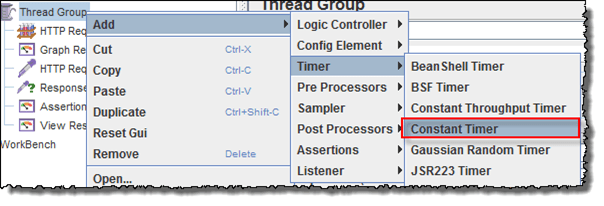 Thread Group
Thread Group
HTTP Req
Graph Re
HTTP Req
Response
Assertion
View Res
WorkBench
Add
Cut Ctrl-X
Copy Ctrl-C
Paste Ctrl-V
Duplicate Ctrl+Shift-C
Reset Gui
Remove Delete
Open...
Logic Controller
Config Element
Timer
Pre Processors
Sampler
Post Processors
Assertions
Listener
BeanShell Timer
BSF Timer
Constant Throughput Timer
Constant Timer
Gaussian Random Timer
JSR223 Timer